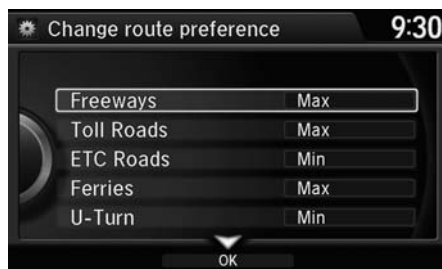 Change route preference 9:30
Freeways Max
Toll Roads Max
ETC Roads Min
Ferries Max
U-Turn Min
OK